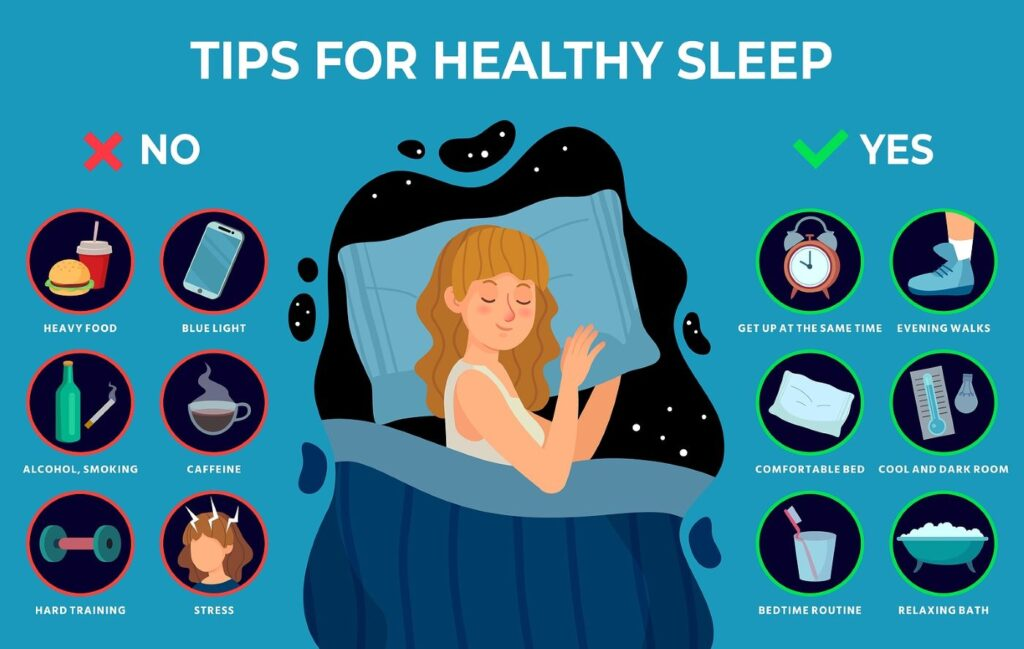 TIPS FOR HEALTHY SLEEP
NO
HEAVY FOOD
BLUE LIGHT
ALCOHOL, SMOKING
CAFFEINE
HARD TRAINING
STRESS
YES
GET UP AT THE SAME TIME
EVENING WALKS
COMFORTABLE BED
COOL AND DARK ROOM
BEDTIME ROUTINE
RELAXING BATH